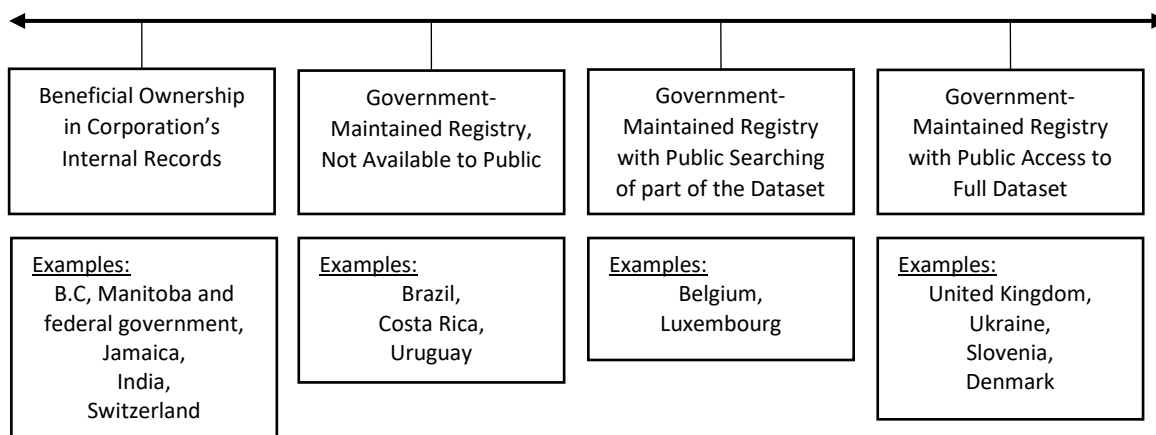 Beneficial Ownership
in Corporation's
Internal Records
Government-
Maintained Registry,
Not Available to Public
Government-
Maintained Registry
with Public Searching
of part of the Dataset
Government-
Maintained Registry
with Public Access to
Full Dataset
Examples:
B.C, Manitoba and
federal government,
Jamaica,
India,
Switzerland
Examples:
Brazil,
Costa Rica,
Uruguay
Examples:
Belgium,
Luxembourg
Examples:
United Kingdom,
Ukraine,
Slovenia,
Denmark